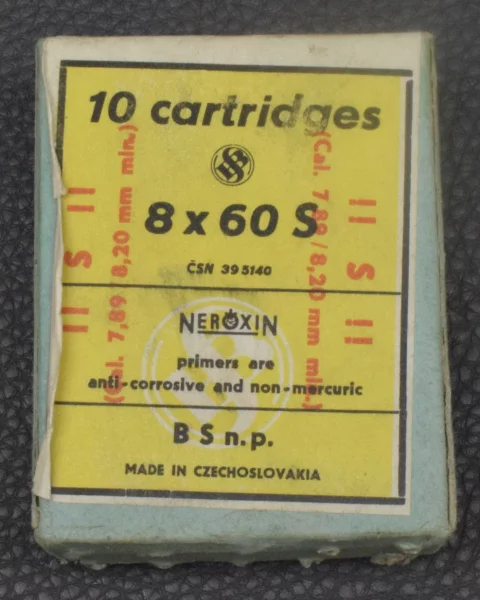 10 cartridges
8 x 60 S
ČSN 39 5140
NEROXIN
primers are
anti-corrosive and non-mercuric
B S n.p.
MADE IN CZECHOSLOVAKIA
!! S !!
(Cal. 7,89/8,20 mm min.)
(Cal. 7,89/8,20 mm min.)
!! S !!